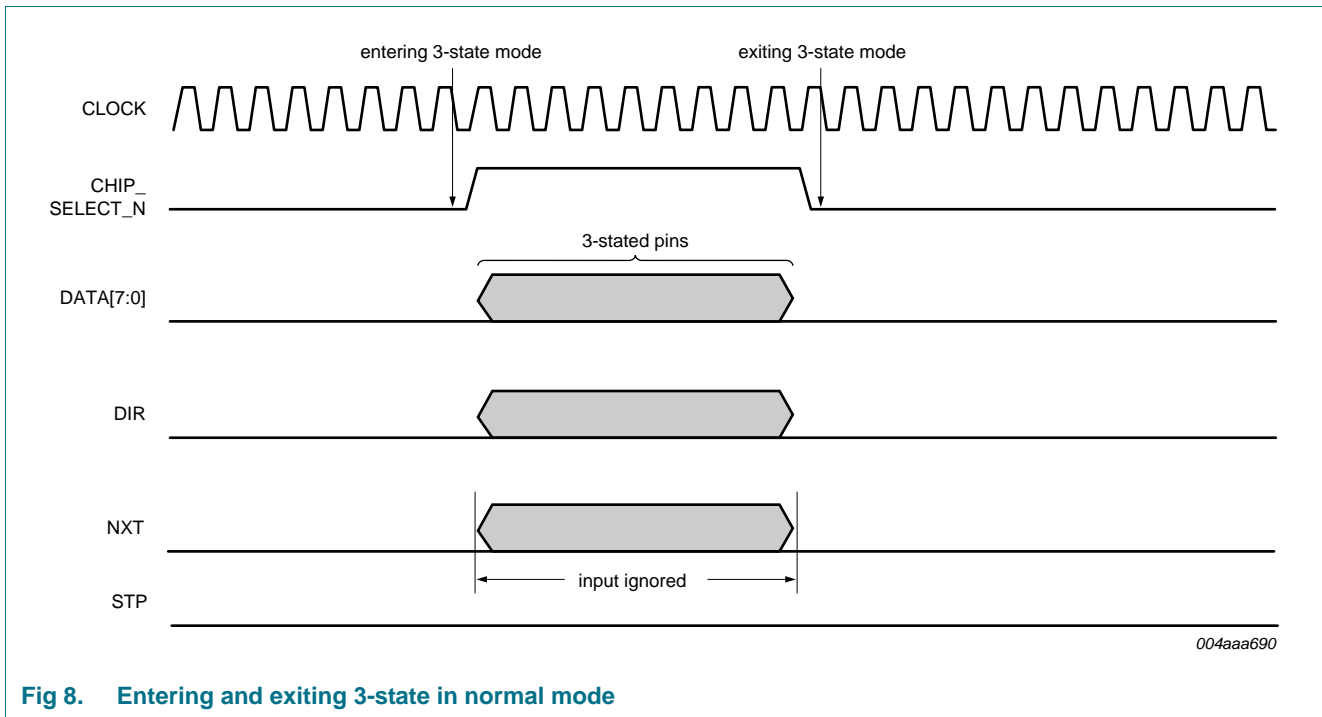 entering 3-state mode
exiting 3-state mode
CLOCK
CHIP_
SELECT_N
3-stated pins
DATA[7:0]
DIR
NXT
input ignored
STP
004aaa690
Fig 8. Entering and exiting 3-state in normal mode